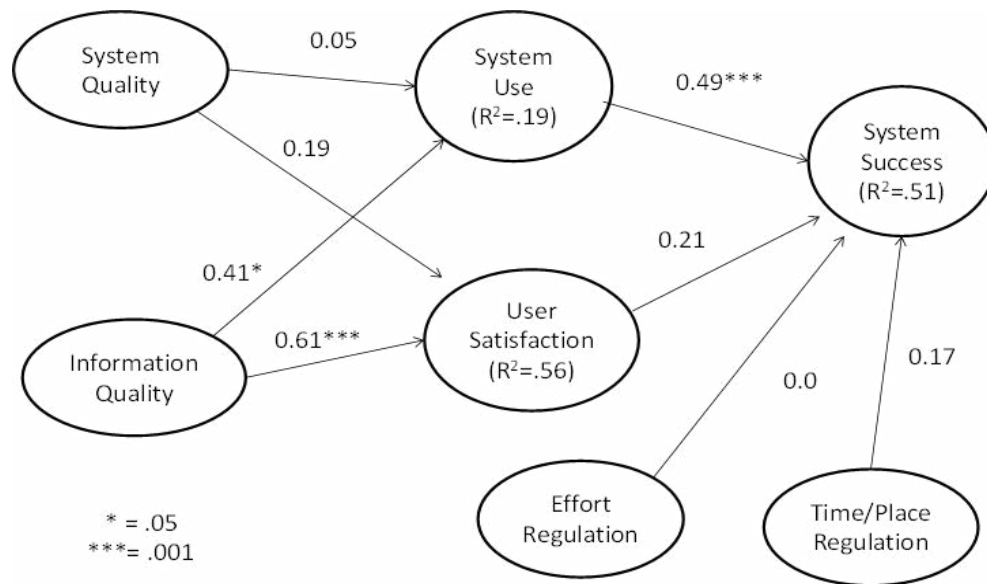 System
Quality
0.05
System
Use
(R²=.19)
0.49***
System
Success
(R²=.51)
0.19
0.41*
0.21
Information
Quality
0.61***
User
Satisfaction
(R²=.56)
0.0
0.17
Effort
Regulation
Time/Place
Regulation
* = .05
***= .001